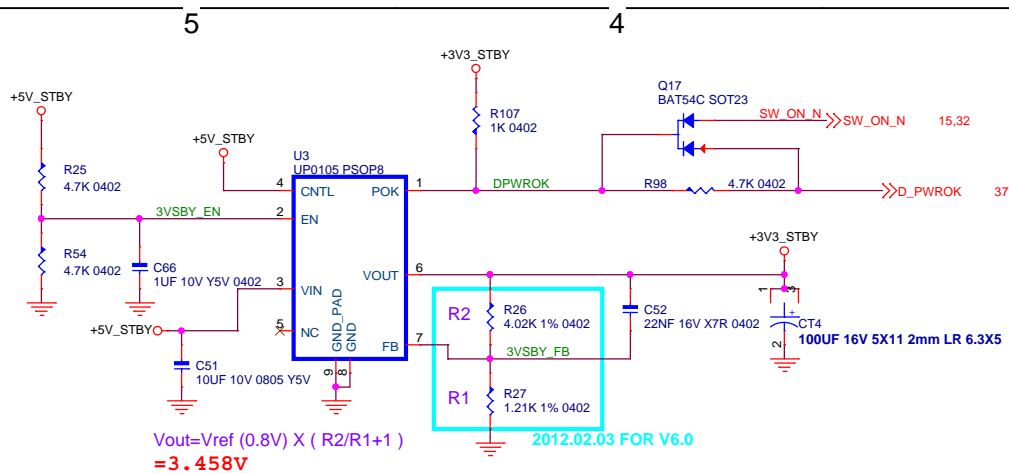 5
4
+5V_STBY
R25
4.7K 0402
R54
4.7K 0402
3VSBY_EN
C66
1UF 10V Y5V 0402
+5V_STBY
+5V_STBY
C51
10UF 10V 0805 Y5V
U3
UP0105 PSOP8
4
CNTL
POK
1
2
EN
3
VIN
VOUT
6
5
NC
FB
7
GND_PAD
GND
9
8
+3V3_STBY
R107
1K 0402
DPWROK
Q17
BAT54C SOT23
SW_ON_N
SW_ON_N
15,32
R98
4.7K 0402
D_PWROK
37
+3V3_STBY
R2
R26
4.02K 1% 0402
C52
22NF 16V X7R 0402
3VSBY_FB
R1
R27
1.21K 1% 0402
1
3
+
CT4
2
100UF 16V 5X11 2mm LR 6.3X5
Vout=Vref (0.8V) X ( R2/R1+1 )
=3.458V
2012.02.03 FOR V6.0